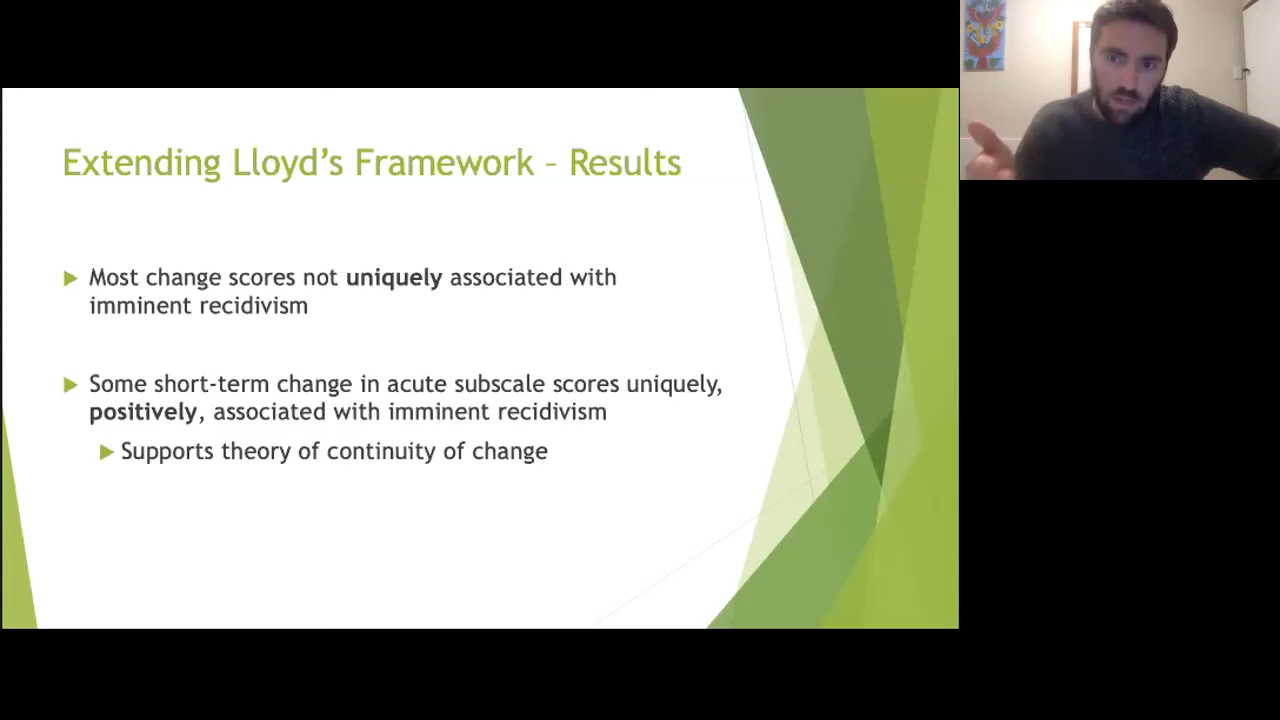 Extending Lloyd’s Framework – Results
Most change scores not uniquely associated with
imminent recidivism
Some short-term change in acute subscale scores uniquely,
positively, associated with imminent recidivism
Supports theory of continuity of change